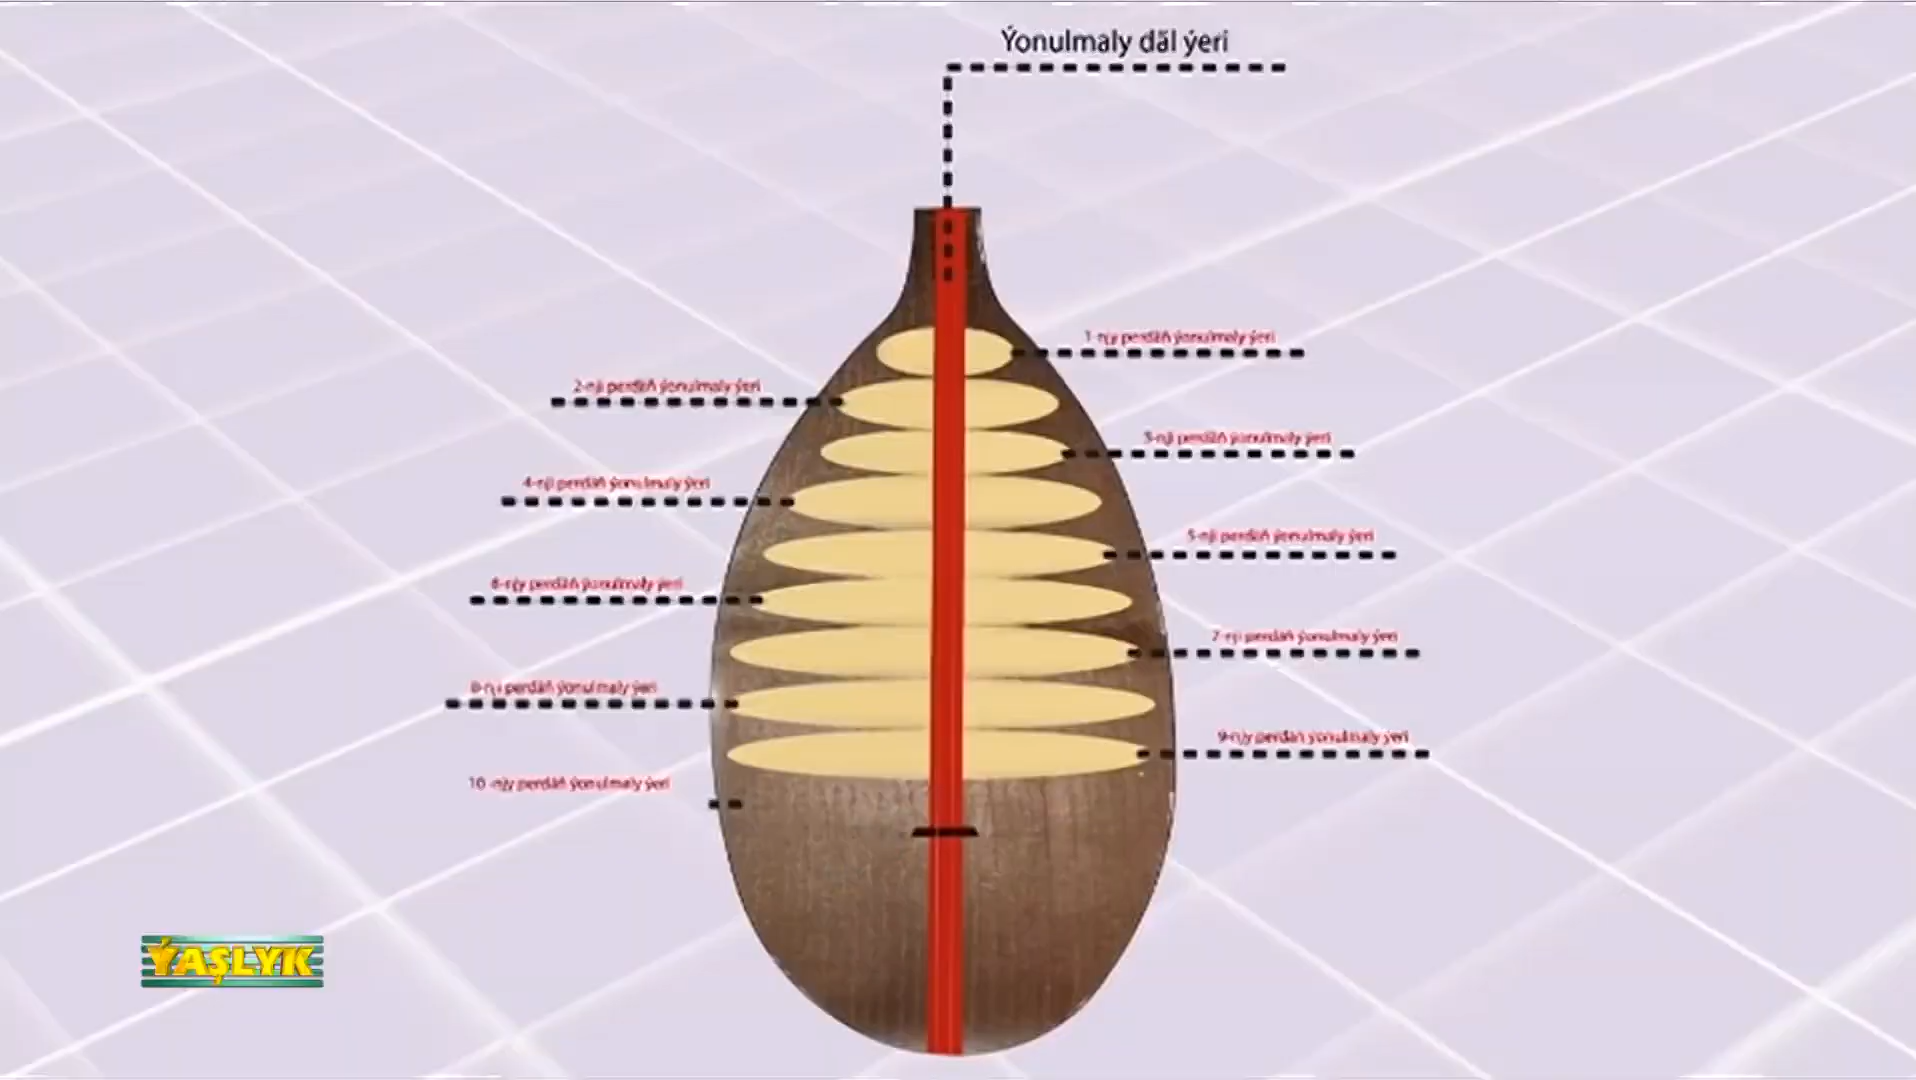 Ýonulmaly däl ýeri
1-njy perdäň ýonulmaly ýeri
2-nji perdäň ýonulmaly ýeri
3-nji perdäň ýonulmaly ýeri
4-nji perdäň ýonulmaly ýeri
5-nji perdäň ýonulmaly ýeri
6-njy perdäň ýonulmaly ýeri
7-nji perdäň ýonulmaly ýeri
8-nji perdäň ýonulmaly ýeri
9-njy perdäň ýonulmaly ýeri
10-njy perdäň ýonulmaly ýeri
ÝAŞLYK